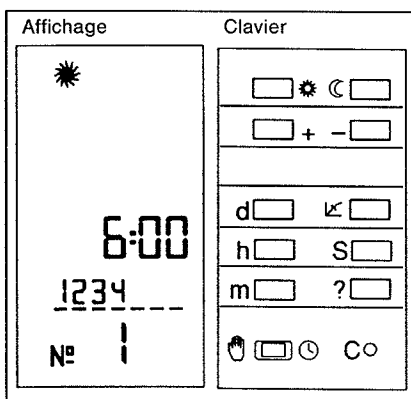 Affichage
6:00
1234
Nº 1
Clavier
+ −
d
h S
m ?
C